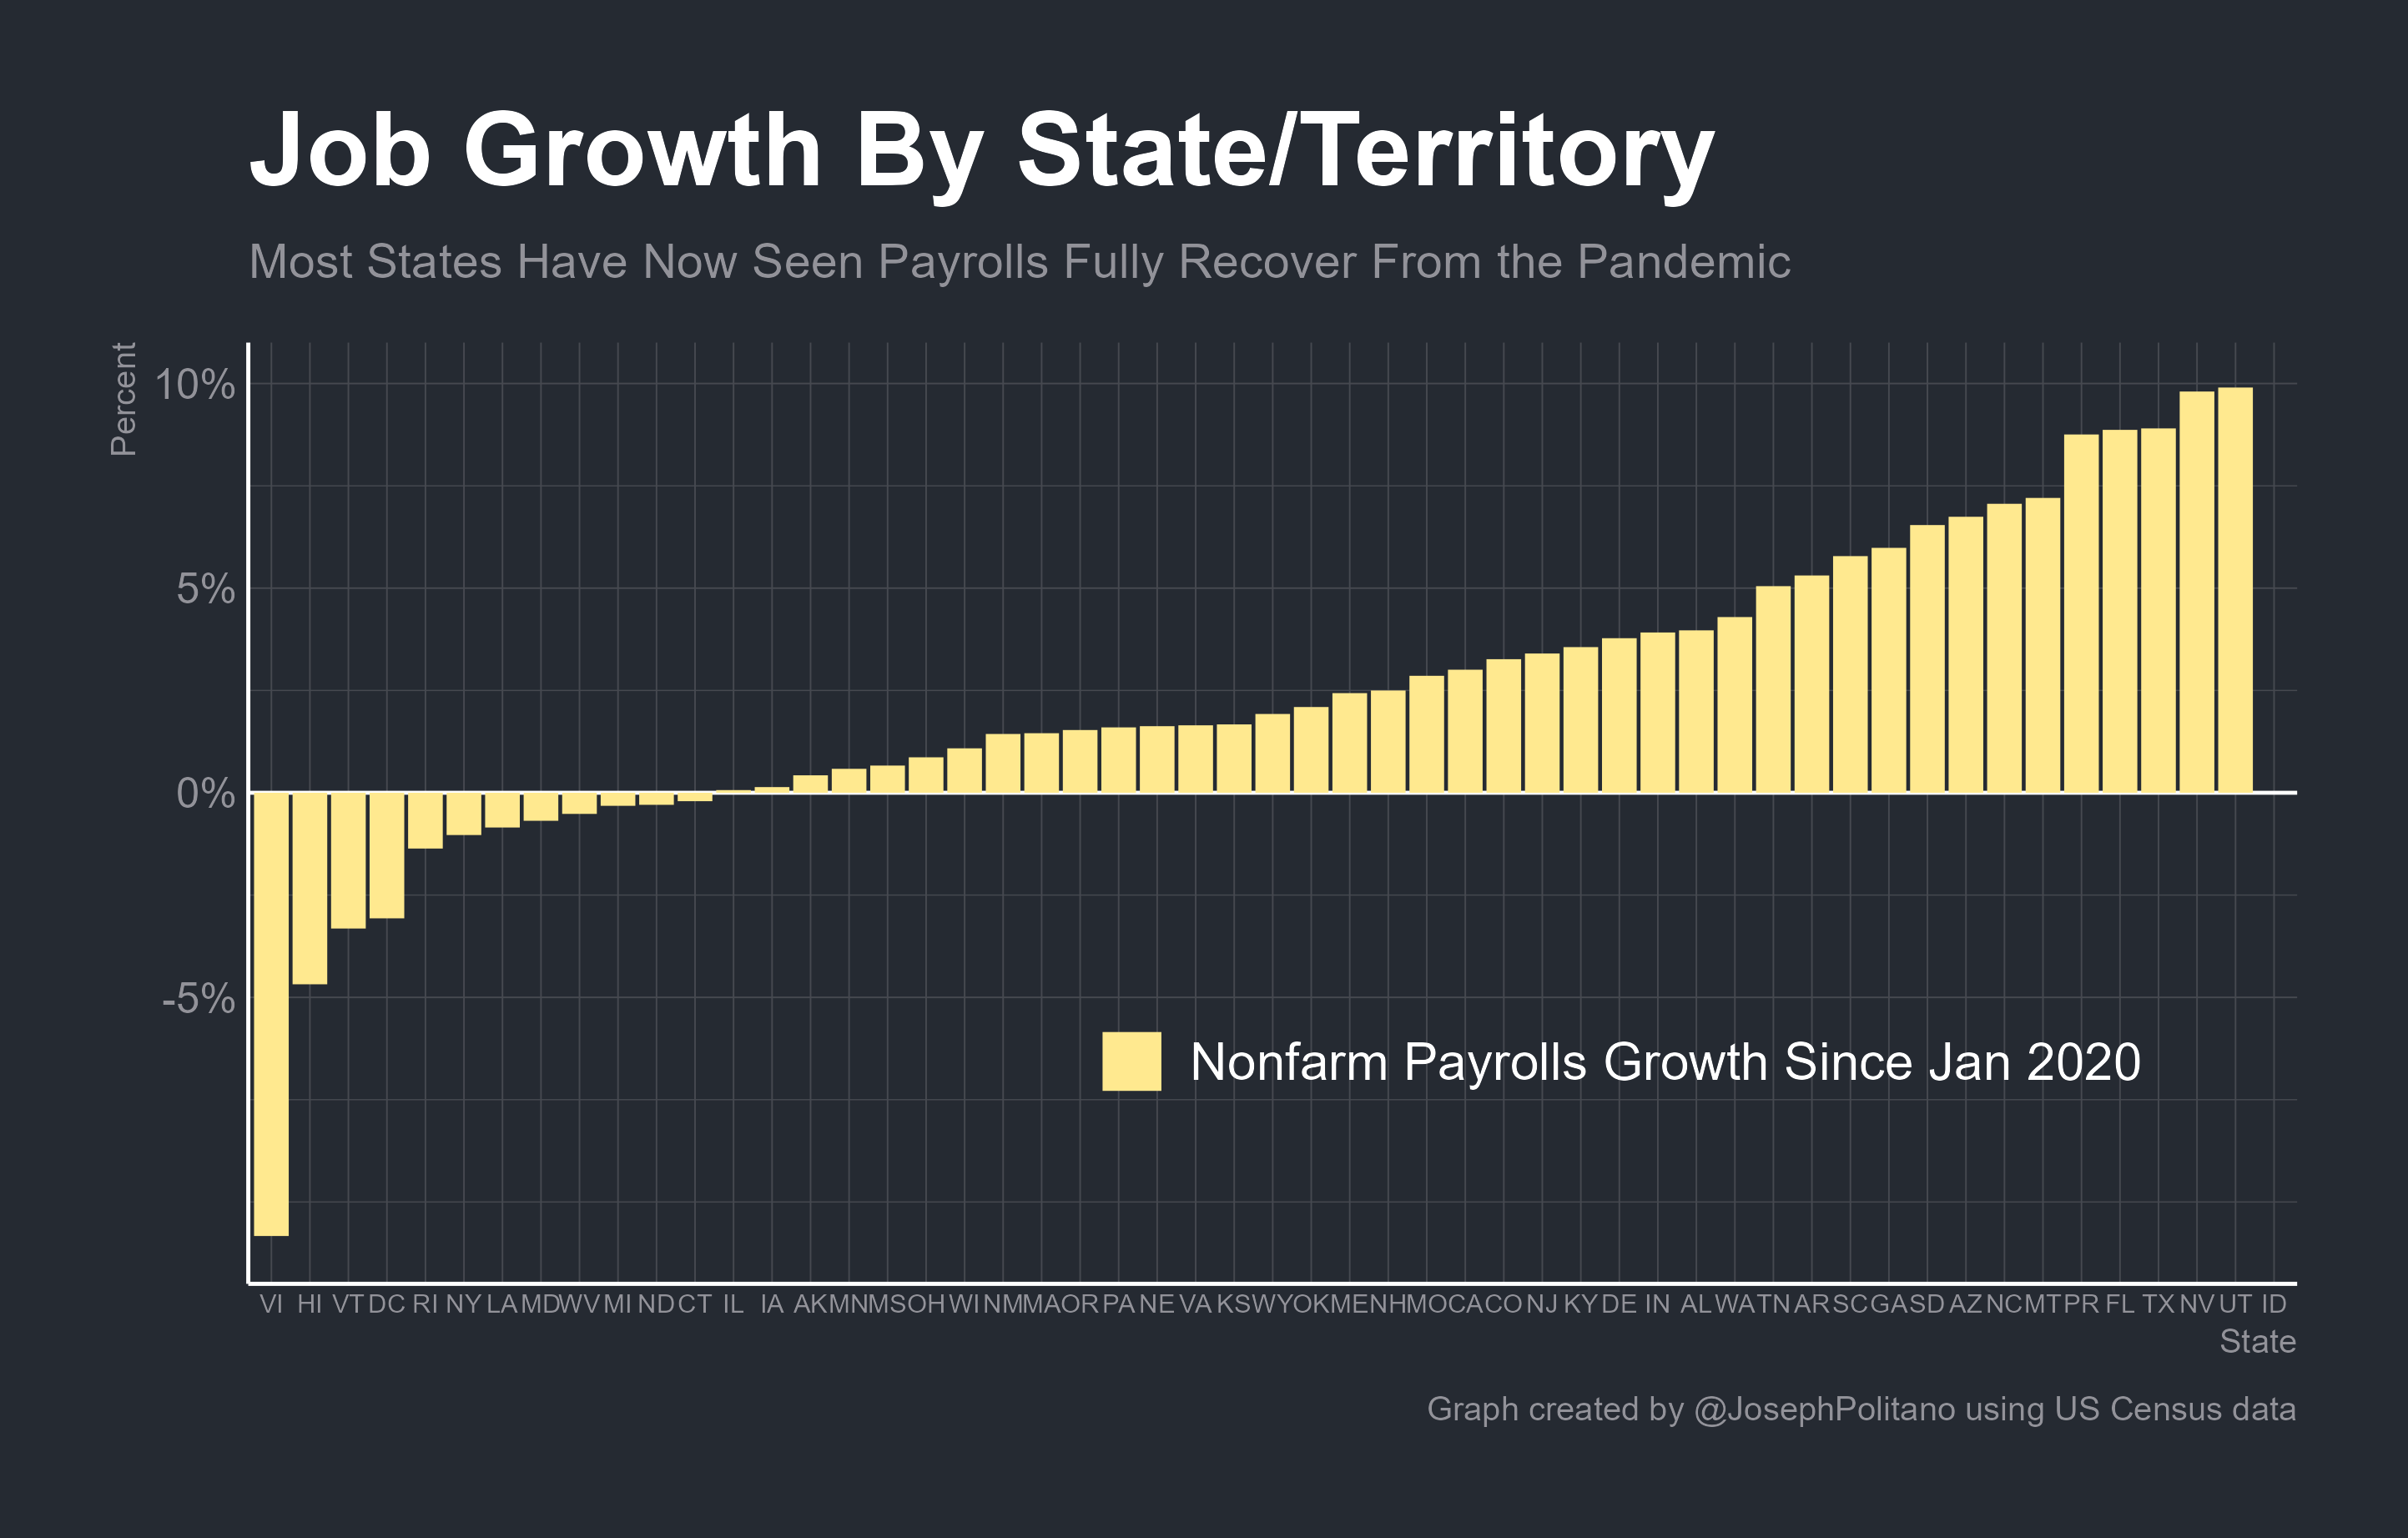 Job Growth By State/Territory
Most States Have Now Seen Payrolls Fully Recover From the Pandemic
Percent
10%
5%
0%
-5%
Nonfarm Payrolls Growth Since Jan 2020
VI HI VT DC RI NY LA MD WV MI ND CT IL IA AK MN MS OH WI NM MA OR PA NE VA KS WY OK ME NH MO CA CO NJ KY DE IN AL WA TN AR SC GA SD AZ NC MT PR FL TX NV UT ID
State
Graph created by @JosephPolitano using US Census data